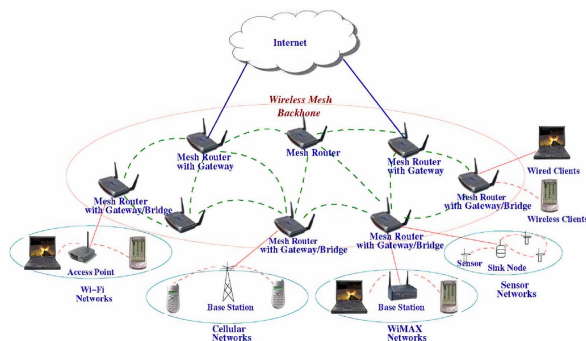 Internet
Wireless Mesh
Backhone
Mesh Router
with Gateway
Mesh Router
Mesh Router
with Gateway
Wired Clients
Mesh Router
with Gateway/Bridge
Mesh Router
with Gateway/Bridge
Wireless Clients
Mesh Router
with Gateway/Bridge
Mesh Router
with Gateway/Bridge
Access Point
Wi-Fi
Networks
Base Station
Cellular
Networks
Base Station
WiMAX
Networks
Sensor
Sink Node
Sensor
Networks